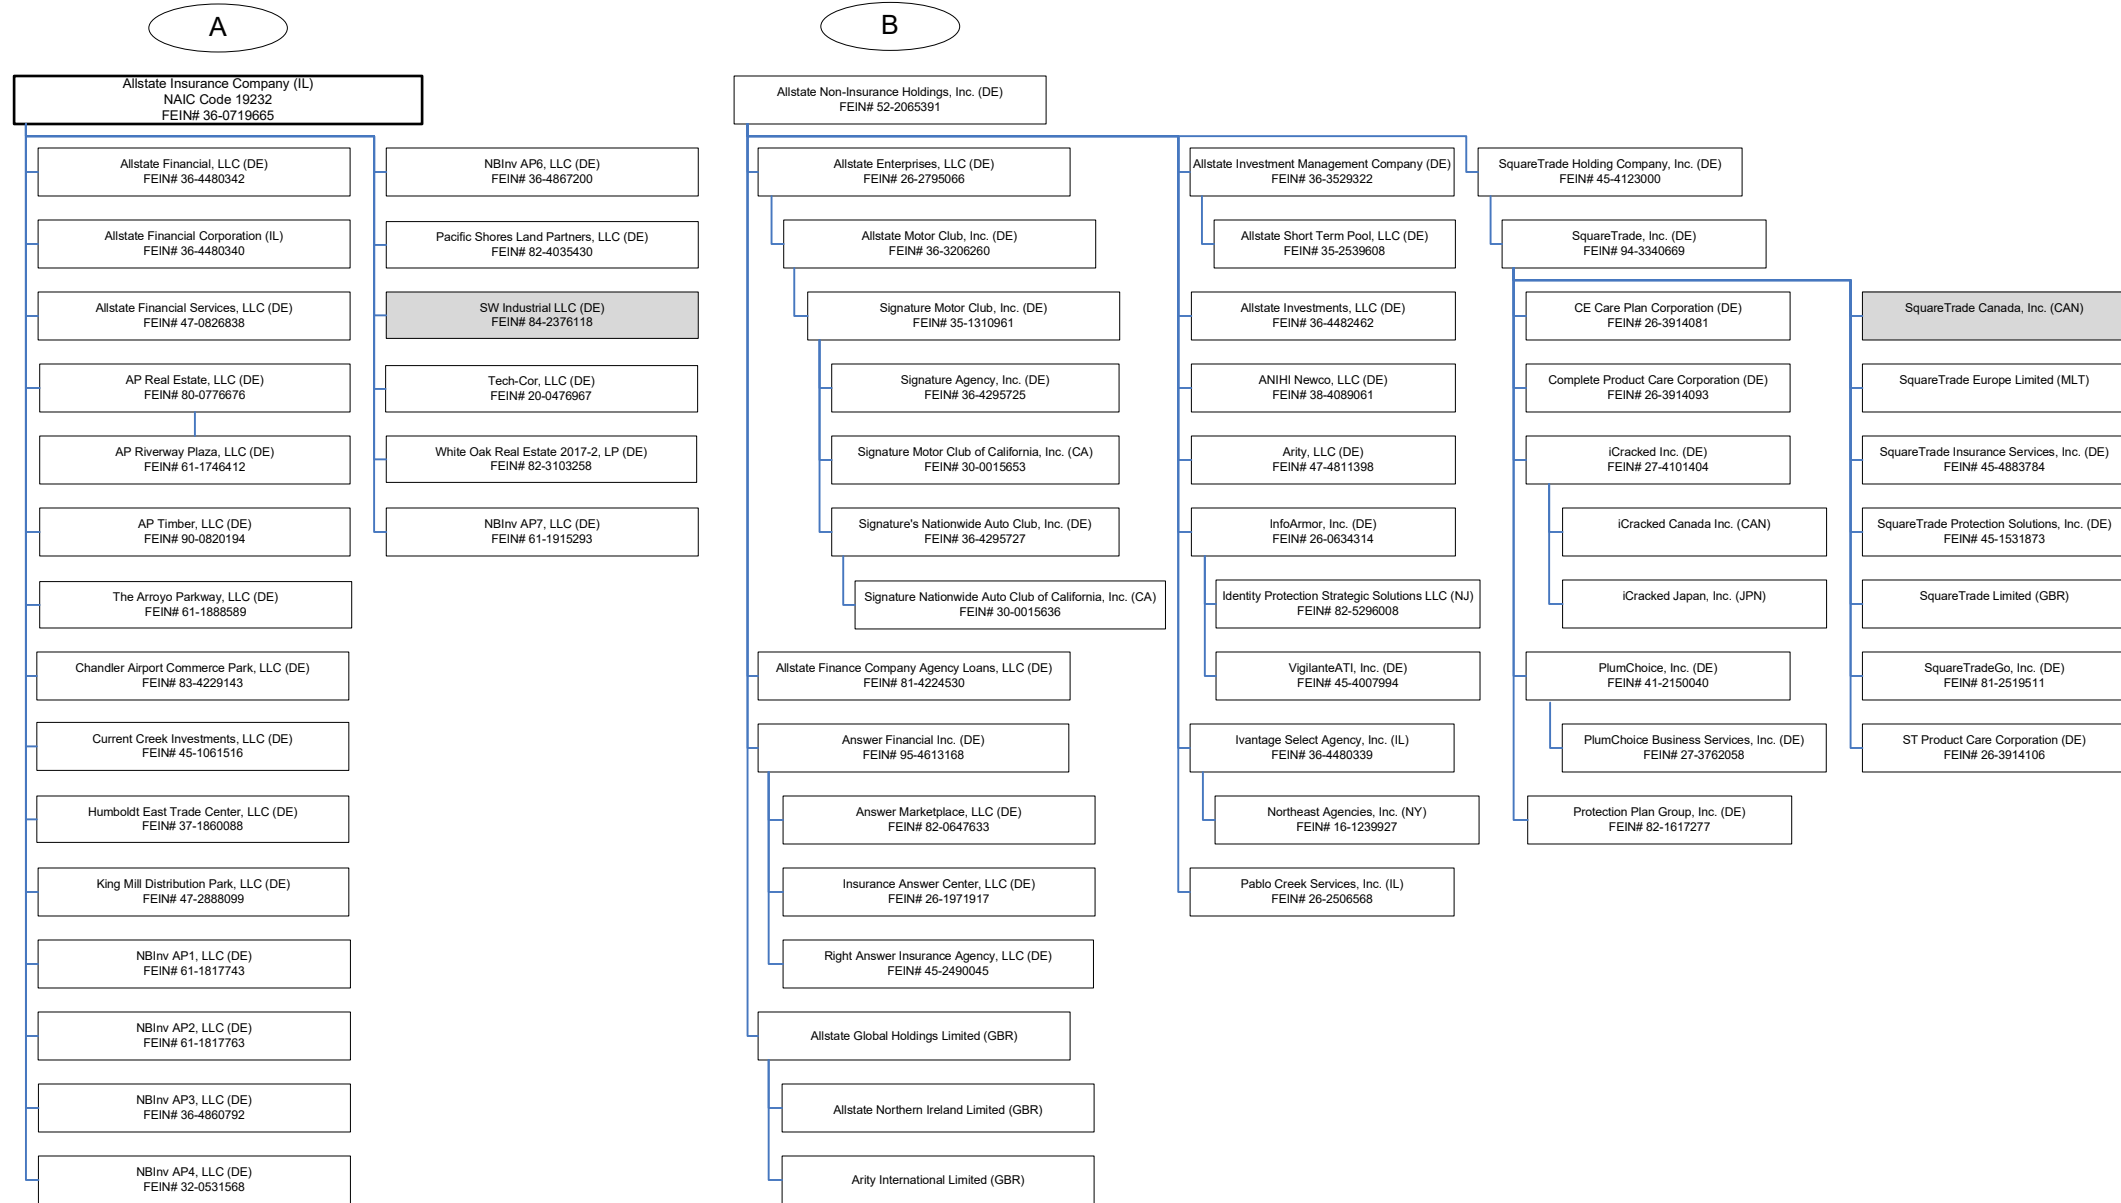 A
Allstate Insurance Company (IL)
NAIC Code 19232
FEIN# 36-0719665
Allstate Financial, LLC (DE)
FEIN# 36-4480342
Allstate Financial Corporation (IL)
FEIN# 36-4480340
Allstate Financial Services, LLC (DE)
FEIN# 47-0826838
AP Real Estate, LLC (DE)
FEIN# 80-0776676
AP Riverway Plaza, LLC (DE)
FEIN# 61-1746412
AP Timber, LLC (DE)
FEIN# 90-0820194
The Arroyo Parkway, LLC (DE)
FEIN# 61-1888589
Chandler Airport Commerce Park, LLC (DE)
FEIN# 83-4229143
Current Creek Investments, LLC (DE)
FEIN# 45-1061516
Humboldt East Trade Center, LLC (DE)
FEIN# 37-1860088
King Mill Distribution Park, LLC (DE)
FEIN# 47-2888099
NBInv AP1, LLC (DE)
FEIN# 61-1817743
NBInv AP2, LLC (DE)
FEIN# 61-1817763
NBInv AP3, LLC (DE)
FEIN# 36-4860792
NBInv AP4, LLC (DE)
FEIN# 32-0531568
NBInv AP6, LLC (DE)
FEIN# 36-4867200
Pacific Shores Land Partners, LLC (DE)
FEIN# 82-4035430
SW Industrial LLC (DE)
FEIN# 84-2376118
Tech-Cor, LLC (DE)
FEIN# 20-0476967
White Oak Real Estate 2017-2, LP (DE)
FEIN# 82-3103258
NBInv AP7, LLC (DE)
FEIN# 61-1915293
B
Allstate Non-Insurance Holdings, Inc. (DE)
FEIN# 52-2065391
Allstate Enterprises, LLC (DE)
FEIN# 26-2795066
Allstate Motor Club, Inc. (DE)
FEIN# 36-3206260
Signature Motor Club, Inc. (DE)
FEIN# 35-1310961
Signature Agency, Inc. (DE)
FEIN# 36-4295725
Signature Motor Club of California, Inc. (CA)
FEIN# 30-0015653
Signature's Nationwide Auto Club, Inc. (DE)
FEIN# 36-4295727
Signature Nationwide Auto Club of California, Inc. (CA)
FEIN# 30-0015636
Allstate Finance Company Agency Loans, LLC (DE)
FEIN# 81-4224530
Answer Financial Inc. (DE)
FEIN# 95-4613168
Answer Marketplace, LLC (DE)
FEIN# 82-0647633
Insurance Answer Center, LLC (DE)
FEIN# 26-1971917
Right Answer Insurance Agency, LLC (DE)
FEIN# 45-2490045
Allstate Global Holdings Limited (GBR)
Allstate Northern Ireland Limited (GBR)
Arity International Limited (GBR)
Allstate Investment Management Company (DE)
FEIN# 36-3529322
Allstate Short Term Pool, LLC (DE)
FEIN# 35-2539608
Allstate Investments, LLC (DE)
FEIN# 36-4482462
ANIHI Newco, LLC (DE)
FEIN# 38-4089061
Arity, LLC (DE)
FEIN# 47-4811398
InfoArmor, Inc. (DE)
FEIN# 26-0634314
Identity Protection Strategic Solutions LLC (NJ)
FEIN# 82-5296008
VigilanteATI, Inc. (DE)
FEIN# 45-4007994
Ivantage Select Agency, Inc. (IL)
FEIN# 36-4480339
Northeast Agencies, Inc. (NY)
FEIN# 16-1239927
Pablo Creek Services, Inc. (IL)
FEIN# 26-2506568
SquareTrade Holding Company, Inc. (DE)
FEIN# 45-4123000
SquareTrade, Inc. (DE)
FEIN# 94-3340669
CE Care Plan Corporation (DE)
FEIN# 26-3914081
Complete Product Care Corporation (DE)
FEIN# 26-3914093
iCracked Inc. (DE)
FEIN# 27-4101404
iCracked Canada Inc. (CAN)
iCracked Japan, Inc. (JPN)
PlumChoice, Inc. (DE)
FEIN# 41-2150040
PlumChoice Business Services, Inc. (DE)
FEIN# 27-3762058
Protection Plan Group, Inc. (DE)
FEIN# 82-1617277
SquareTrade Canada, Inc. (CAN)
SquareTrade Europe Limited (MLT)
SquareTrade Insurance Services, Inc. (DE)
FEIN# 45-4883784
SquareTrade Protection Solutions, Inc. (DE)
FEIN# 45-1531873
SquareTrade Limited (GBR)
SquareTradeGo, Inc. (DE)
FEIN# 81-2519511
ST Product Care Corporation (DE)
FEIN# 26-3914106